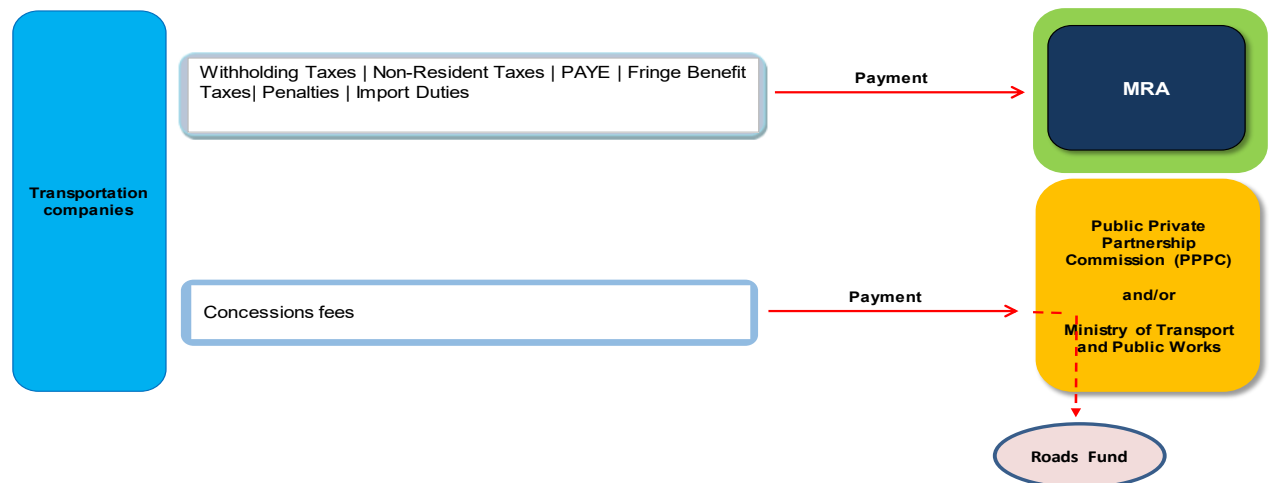 Transportation
companies
Withholding Taxes | Non-Resident Taxes | PAYE | Fringe Benefit
Taxes| Penalties | Import Duties
Payment
MRA
Concessions fees
Payment
Public Private
Partnership
Commission (PPPC)
and/or
Ministry of Transport
and Public Works
Roads Fund